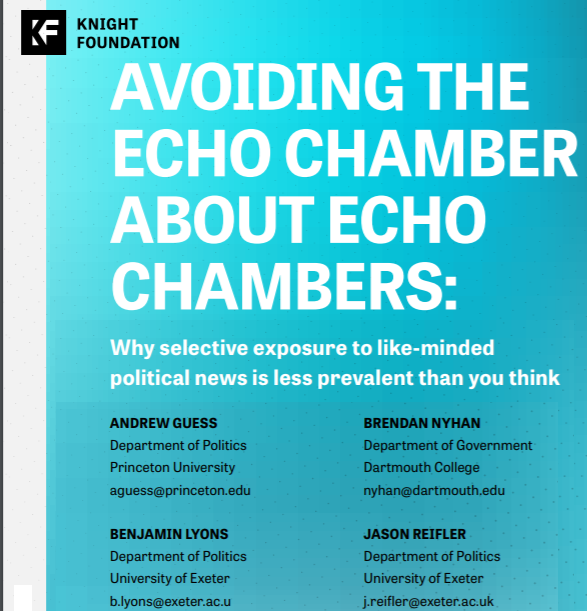 KNIGHT
FOUNDATION
AVOIDING THE
ECHO CHAMBER
ABOUT ECHO
CHAMBERS:
Why selective exposure to like-minded
political news is less prevalent than you think
ANDREW GUESS
Department of Politics
Princeton University
aguess@princeton.edu
BRENDAN NYHAN
Department of Government
Dartmouth College
nyhan@dartmouth.edu
BENJAMIN LYONS
Department of Politics
University of Exeter
b.lyons@exeter.ac.u
JASON REIFLER
Department of Politics
University of Exeter
j.reifler@exeter.ac.uk